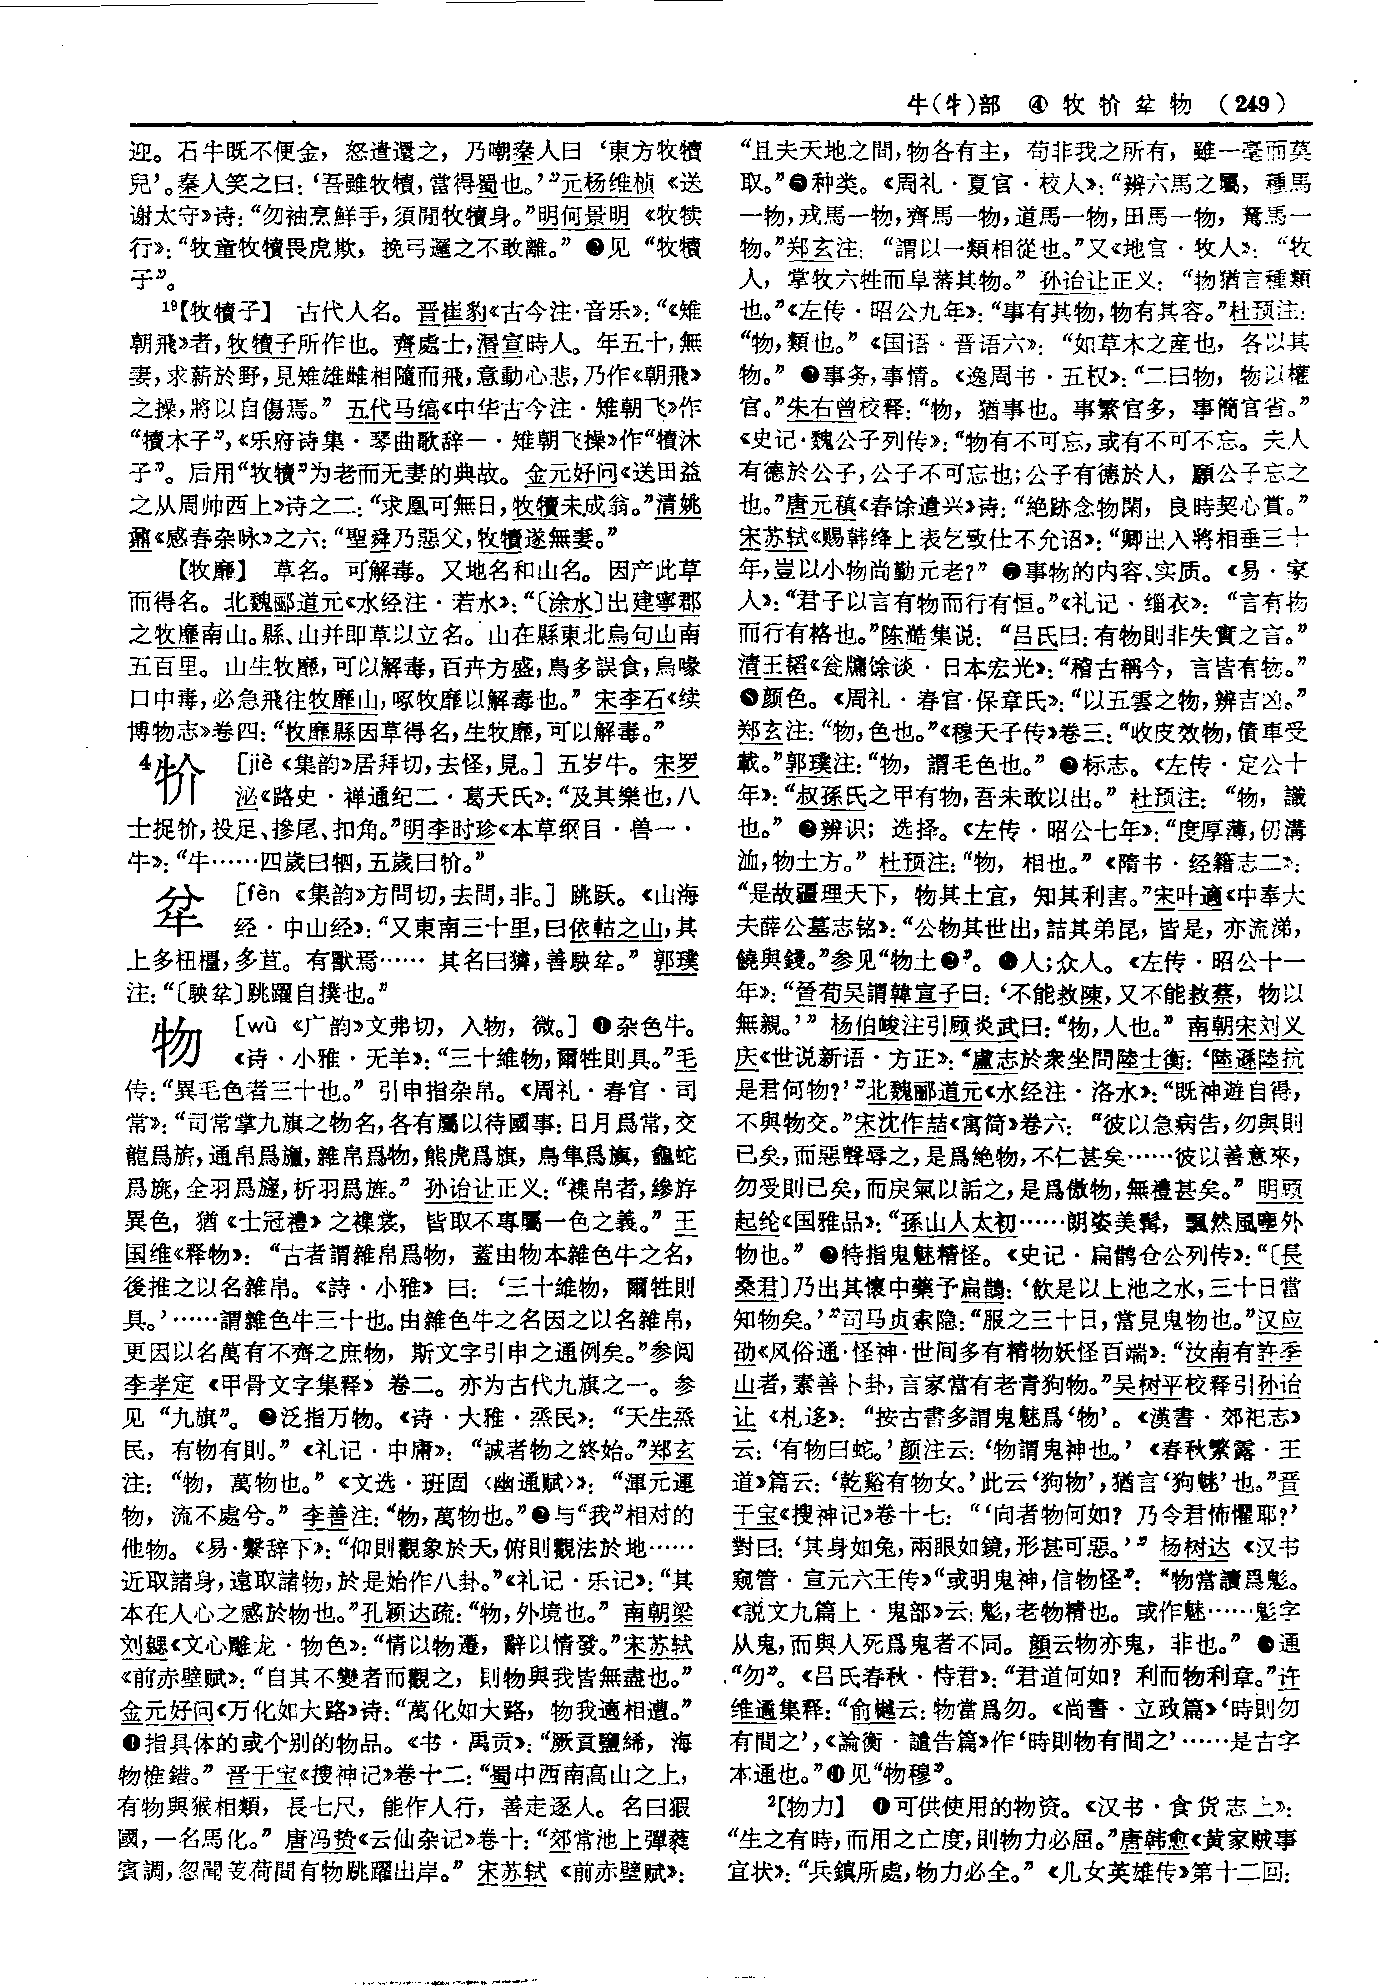 牛(牜)部 ④ 牧 牨 坌 物 (249)
迎。石牛既不便金，怒遣還之，乃嘲秦人曰‘東方牧犢
兒’。秦人笑之曰：‘吾雖牧犢，當得蜀也。’”元杨维桢《送
谢太守》诗：“勿袖烹鮮手，須閒牧犢身。”明何景明《牧犊
行》：“牧童牧犢畏虎欺，挽弓邏之不敢離。”❷见“牧犢
子”。
¹⁸【牧犢子】 古代人名。晋崔豹《古今注·音乐》：“《雉
朝飛》者，牧犢子所作也。齊處士，湣宣時人。年五十，無
妻，求薪於野，見雉雄雌相隨而飛，意動心悲，乃作《朝飛》
之操，將以自傷焉。”五代马缟《中华古今注·雉朝飞》作
“犢木子”，《乐府诗集·琴曲歌辞一·雉朝飞操》作“犢沐
子”。后用“牧犢”为老而无妻的典故。金元好问《送田益
之从周帅西上》诗之二：“求凰可無日，牧犢未成翁。”清姚
鼐《感春杂咏》之六：“聖舜乃惡父，牧犢遂無妻。”
【牧靡】 草名。可解毒。又地名和山名。因产此草
而得名。北魏郦道元《水经注·若水》：“〔涂水〕出建寧郡
之牧靡南山。縣、山并即草以立名。山在縣東北烏句山南
五百里。山生牧靡，可以解毒，百卉方盛，鳥多誤食，烏喙
口中毒，必急飛往牧靡山，啄牧靡以解毒也。”宋李石《续
博物志》卷四：“牧靡縣因草得名，生牧靡，可以解毒。”
⁴牨 [jiè《集韵》居拜切，去怪，見。] 五岁牛。宋罗
泌《路史·禅通纪二·葛天氏》：“及其樂也，八
士捉牨，投足、摻尾、扣角。”明李时珍《本草纲目·兽一·
牛》：“牛……四歲曰牭，五歲曰牨。”
坌 [fèn《集韵》方問切，去問，非。] 跳跃。《山海
经·中山经》：“又東南三十里，曰依軲之山，其
上多杻橿，多苴。有獸焉…… 其名曰獜，善駚坌。”郭璞
注：“〔駚坌〕跳躍自撲也。”
物 [wù《广韵》文弗切，入物，微。] ❶杂色牛。
《诗·小雅·无羊》：“三十維物，爾牲則具。”毛
传：“異毛色者三十也。”引申指杂帛。《周礼·春官·司
常》：“司常掌九旗之物名，各有屬以待國事：日月爲常，交
龍爲旂，通帛爲旜，雜帛爲物，熊虎爲旗，鳥隼爲旟，龜蛇
爲旐，全羽爲旞，析羽爲旌。”孙诒让正义：“襍帛者，縿斿
異色，猶《士冠禮》之襍裳，皆取不專屬一色之義。”王
国维《释物》：“古者謂雜帛爲物，蓋由物本雜色牛之名，
後推之以名雜帛。《詩·小雅》曰：‘三十維物，爾牲則
具。’……謂雜色牛三十也。由雜色牛之名因之以名雜帛，
更因以名萬有不齊之庶物，斯文字引申之通例矣。”参阅
李孝定《甲骨文字集释》卷二。亦为古代九旗之一。参
见“九旗”。❷泛指万物。《诗·大雅·烝民》：“天生烝
民，有物有則。”《礼记·中庸》：“誠者物之終始。”郑玄
注：“物，萬物也。”《文选·班固〈幽通赋〉》：“渾元運
物，流不處兮。”李善注：“物，萬物也。”❸与“我”相对的
他物。《易·繋辞下》：“仰則觀象於天，俯則觀法於地……
近取諸身，遠取諸物，於是始作八卦。”《礼记·乐记》：“其
本在人心之感於物也。”孔颖达疏：“物，外境也。”南朝梁
刘勰《文心雕龙·物色》：“情以物遷，辭以情發。”宋苏轼
《前赤壁赋》：“自其不變者而觀之，則物與我皆無盡也。”
金元好问《万化如大路》诗：“萬化如大路，物我適相遭。”
❹指具体的或个别的物品。《书·禹贡》：“厥貢鹽絺，海
物惟錯。”晋干宝《搜神记》卷十二：“蜀中西南高山之上，
有物與猴相類，長七尺，能作人行，善走逐人。名曰猳
國，一名馬化。”唐冯贽《云仙杂记》卷十：“郊常池上彈蕤
賓調，忽聞芰荷間有物跳躍出岸。”宋苏轼《前赤壁赋》：
“且夫天地之間，物各有主，苟非我之所有，雖一毫而莫
取。”❺种类。《周礼·夏官·校人》：“辨六馬之屬，種馬
一物，戎馬一物，齊馬一物，道馬一物，田馬一物，駑馬一
物。”郑玄注：“謂以一類相從也。”又《地官·牧人》：“牧
人，掌牧六牲而阜蕃其物。”孙诒让正义：“物猶言種類
也。”《左传·昭公九年》：“事有其物，物有其容。”杜预注：
“物，類也。”《国语·晋语六》：“如草木之産也，各以其
物。”❻事务，事情。《逸周书·五权》：“二曰物，物以權
官。”朱右曾校释：“物，猶事也。事繁官多，事簡官省。”
《史记·魏公子列传》：“物有不可忘，或有不可不忘。夫人
有德於公子，公子不可忘也；公子有德於人，願公子忘之
也。”唐元稹《春馀遣兴》诗：“絶跡念物閑，良時契心賞。”
宋苏轼《赐韩绛上表乞致仕不允诏》：“卿出入將相垂三十
年，豈以小物尚勤元老？”❼事物的内容、实质。《易·家
人》：“君子以言有物而行有恒。”《礼记·缁衣》：“言有物
而行有格也。”陈澔集说：“吕氏曰：有物則非失實之言。”
清王韬《瓮牖馀谈·日本宏光》：“稽古稱今，言皆有物。”
❽颜色。《周礼·春官·保章氏》：“以五雲之物，辨吉凶。”
郑玄注：“物，色也。”《穆天子传》卷三：“收皮效物，債車受
載。”郭璞注：“物，謂毛色也。”❾标志。《左传·定公十
年》：“叔孫氏之甲有物，吾未敢以出。”杜预注：“物，識
也。”❿辨识；选择。《左传·昭公七年》：“度厚薄，仞溝
洫，物土方。”杜预注：“物，相也。”《隋书·经籍志二》：
“是故疆理天下，物其土宜，知其利害。”宋叶適《中奉大
夫薛公墓志铭》：“公物其世出，詰其弟昆，皆是，亦流涕，
饒與錢。”参见“物土❷”。⓫人；众人。《左传·昭公十一
年》：“晉荀吴謂韓宣子曰：‘不能救陳，又不能救蔡，物以
無親。’”杨伯峻注引顾炎武曰：“物，人也。”南朝宋刘义
庆《世说新语·方正》：“盧志於衆坐問陸士衡：‘陸遜陸抗
是君何物？’”北魏郦道元《水经注·洛水》：“既神遊自得，
不與物交。”宋沈作喆《寓简》卷六：“彼以急病告，勿與則
已矣，而惡聲辱之，是爲絶物，不仁甚矣……彼以善意來，
勿受則已矣，而戾氣以詬之，是爲傲物，無禮甚矣。”明顾
起纶《国雅品》：“孫山人太初……朗姿美髯，飄然風塵外
物也。”⓬特指鬼魅精怪。《史记·扁鹊仓公列传》：“〔長
桑君〕乃出其懷中藥予扁鵲：‘飲是以上池之水，三十日當
知物矣。’”司马贞索隐：“服之三十日，當見鬼物也。”汉应
劭《风俗通·怪神·世间多有精物妖怪百端》：“汝南有許季
山者，素善卜卦，言家當有老青狗物。”吴树平校释引孙诒
让《札迻》：“按古書多謂鬼魅爲‘物’。《漢書·郊祀志》
云：‘有物曰蛇。’颜注云：‘物謂鬼神也。’《春秋繁露·王
道》篇云：‘乾谿有物女。’此云‘狗物’，猶言‘狗魅’也。”晋
干宝《搜神记》卷十七：“‘向者物何如？乃令君怖懼耶？’
對曰：‘其身如兔，兩眼如鏡，形甚可惡。’”杨树达《汉书
窥管·宣元六王传》“或明鬼神，信物怪”：“物當讀爲鬽。
《説文九篇上·鬼部》云：鬽，老物精也。或作魅……鬽字
从鬼，而與人死爲鬼者不同。顏云物亦鬼，非也。”⓭通
“勿”。《吕氏春秋·恃君》：“君道何如？利而物利章。”许
维遹集释：“俞樾云：物當爲勿。《尚書·立政篇》‘時則勿
有間之’，《論衡·譴告篇》作‘時則物有間之’……是古字
本通也。”⓮见“物穆”。
²【物力】 ❶可供使用的物资。《汉书·食货志上》：
“生之有時，而用之亡度，則物力必屈。”唐韩愈《黄家贼事
宜状》：“兵鎮所處，物力必全。”《儿女英雄传》第十二回：